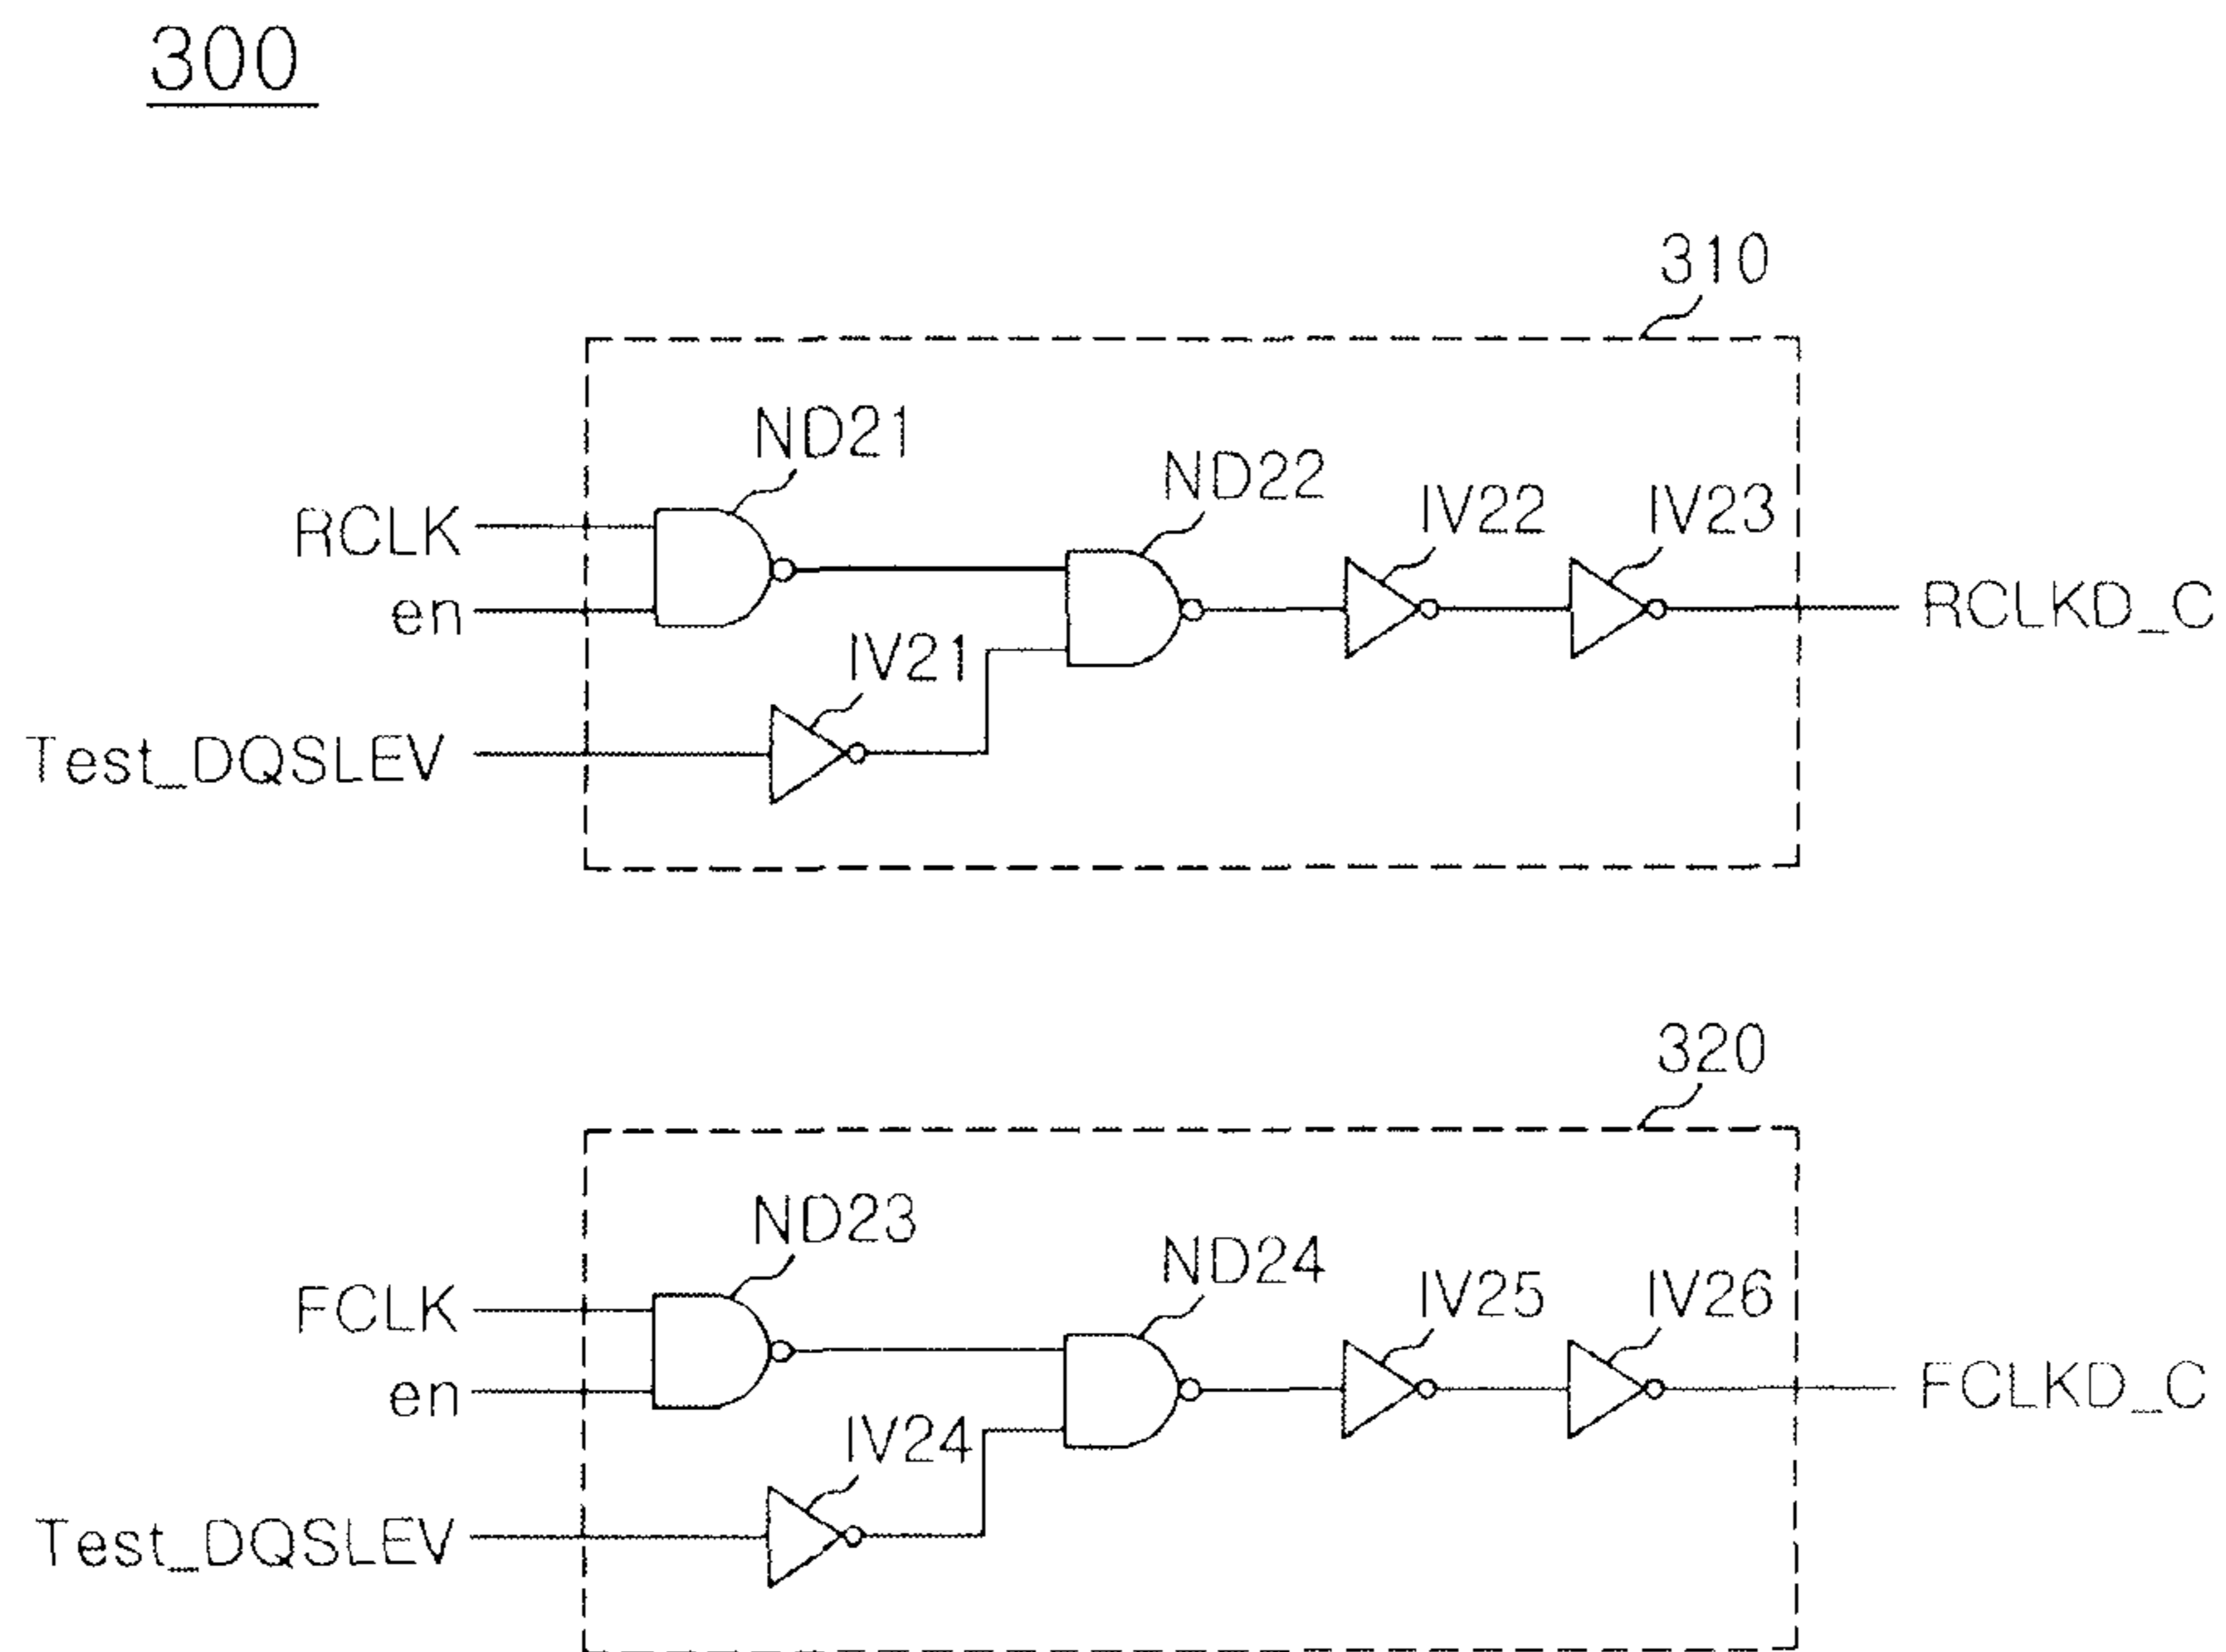 300
310
ND21
ND22
IV22
IV23
RCLK
en
RCLKD_C
IV21
Test_DQSLEV
320
ND23
ND24
IV25
IV26
FCLK
en
FCLKD_C
IV24
Test_DQSLEV